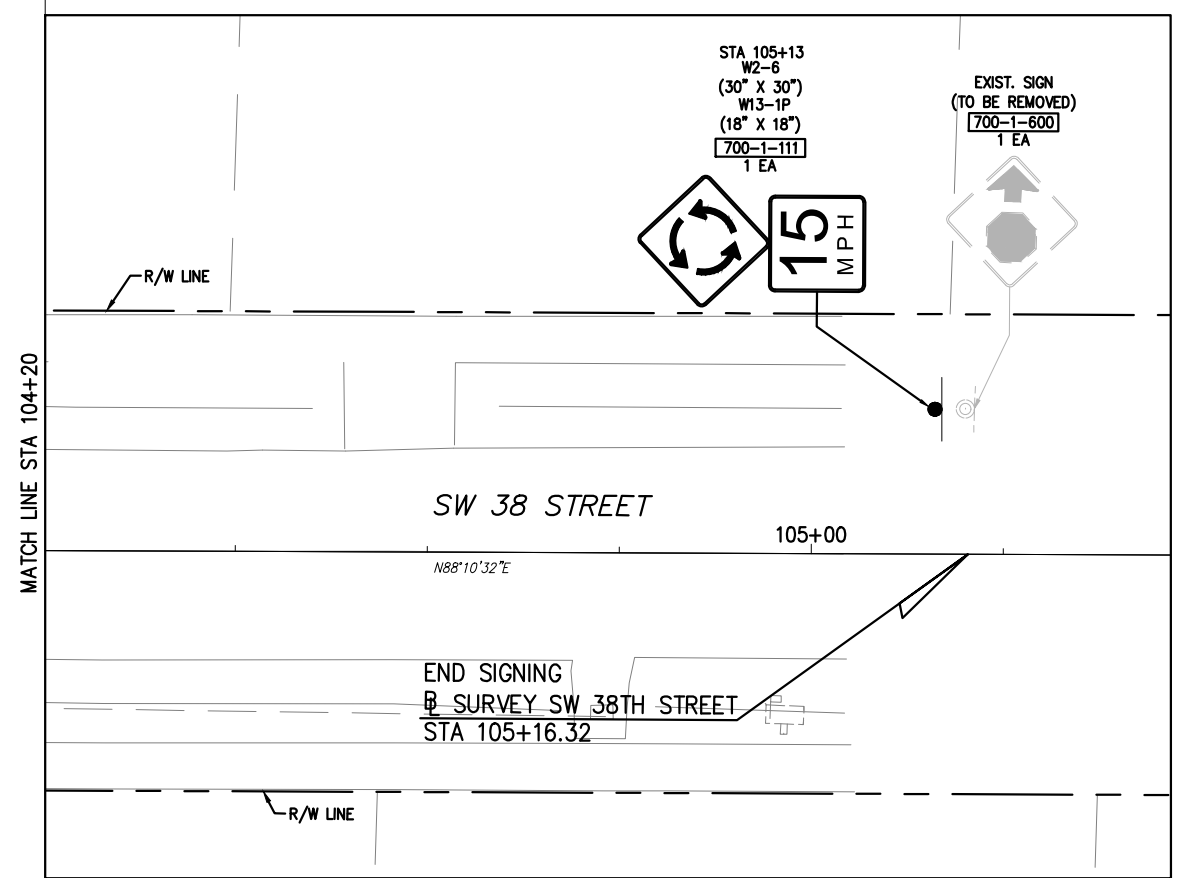 STA 105+13
W2-6
(30" X 30")
W13-1P
(18" X 18")
700-1-111
1 EA
EXIST. SIGN
(TO BE REMOVED)
700-1-600
1 EA
15
MPH
R/W LINE
MATCH LINE STA 104+20
SW 38 STREET
105+00
N88°10'32"E
END SIGNING
℄ SURVEY SW 38TH STREET
STA 105+16.32
R/W LINE